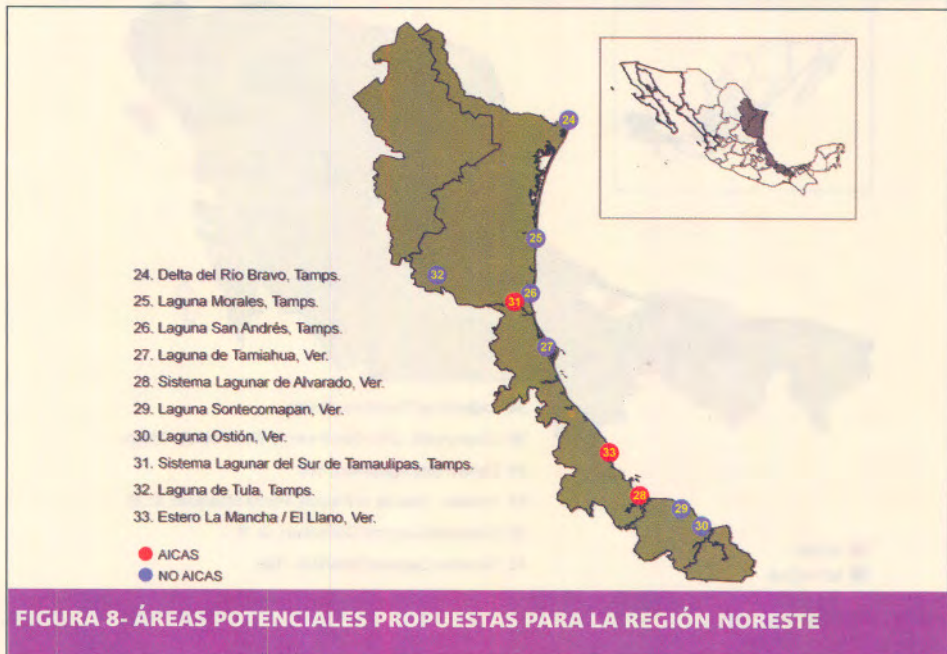 24
25
32
26
31
27
33
28
29
30
24. Delta del Río Bravo, Tamps.
25. Laguna Morales, Tamps.
26. Laguna San Andrés, Tamps.
27. Laguna de Tamiahua, Ver.
28. Sistema Lagunar de Alvarado, Ver.
29. Laguna Sontecomapan, Ver.
30. Laguna Ostión, Ver.
31. Sistema Lagunar del Sur de Tamaulipas, Tamps.
32. Laguna de Tula, Tamps.
33. Estero La Mancha / El Llano, Ver.
AICAS
NO AICAS
FIGURA 8- ÁREAS POTENCIALES PROPUESTAS PARA LA REGIÓN NORESTE